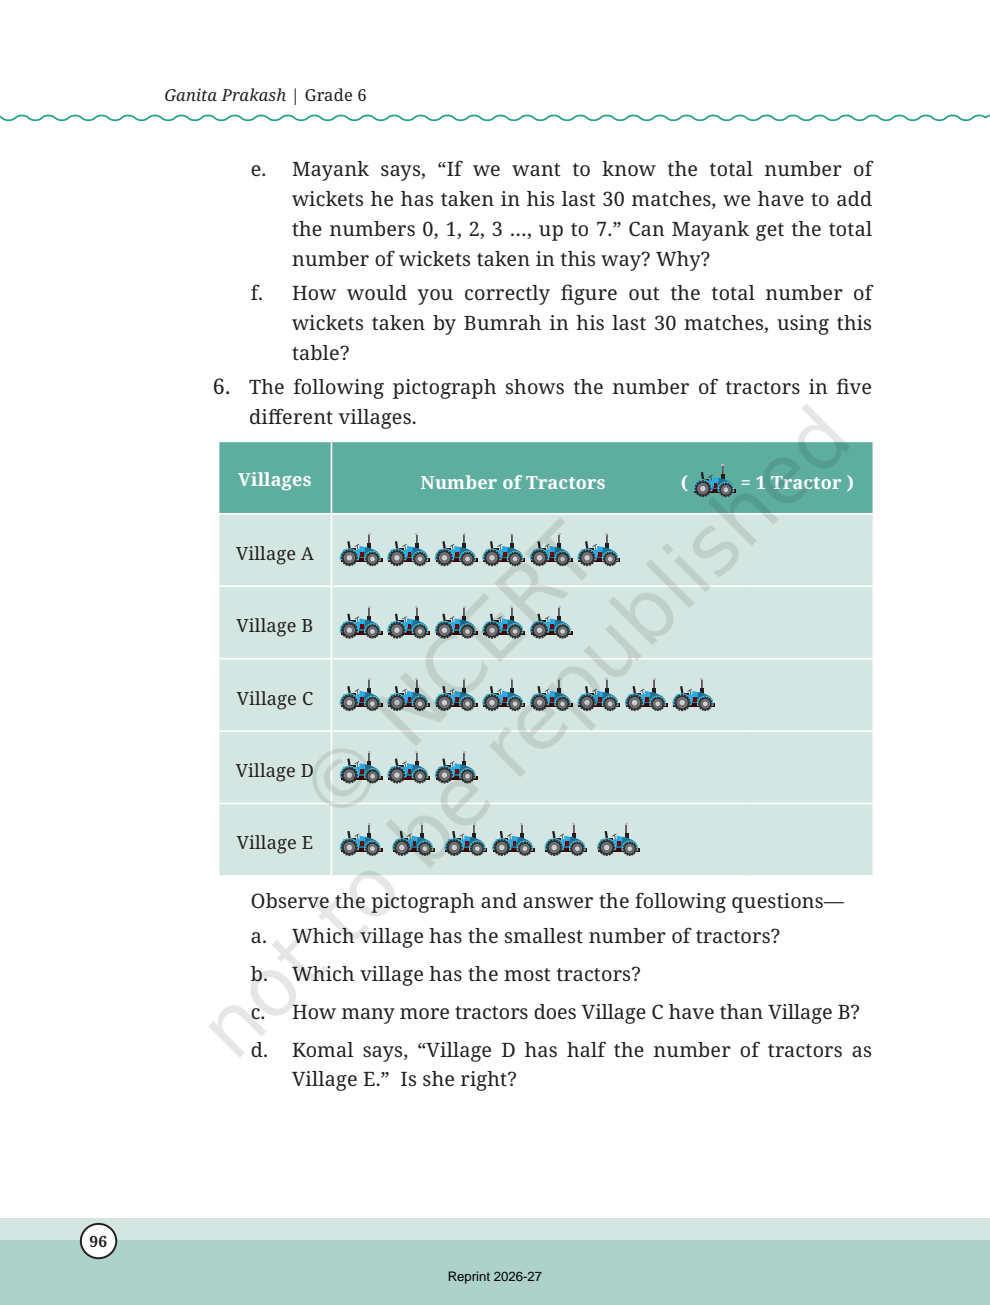 Ganita Prakash | Grade 6
e. Mayank says, “If we want to know the total number of
wickets he has taken in his last 30 matches, we have to add
the numbers 0, 1, 2, 3 ..., up to 7.” Can Mayank get the total
number of wickets taken in this way? Why?
f. How would you correctly figure out the total number of
wickets taken by Bumrah in his last 30 matches, using this
table?
6. The following pictograph shows the number of tractors in five
different villages.
Villages Number of Tractors ( = 1 Tractor )
Village A
Village B
Village C
Village D
Village E
© NCERT
not to be republished
Observe the pictograph and answer the following questions—
a. Which village has the smallest number of tractors?
b. Which village has the most tractors?
c. How many more tractors does Village C have than Village B?
d. Komal says, “Village D has half the number of tractors as
Village E.” Is she right?
96
Reprint 2026-27